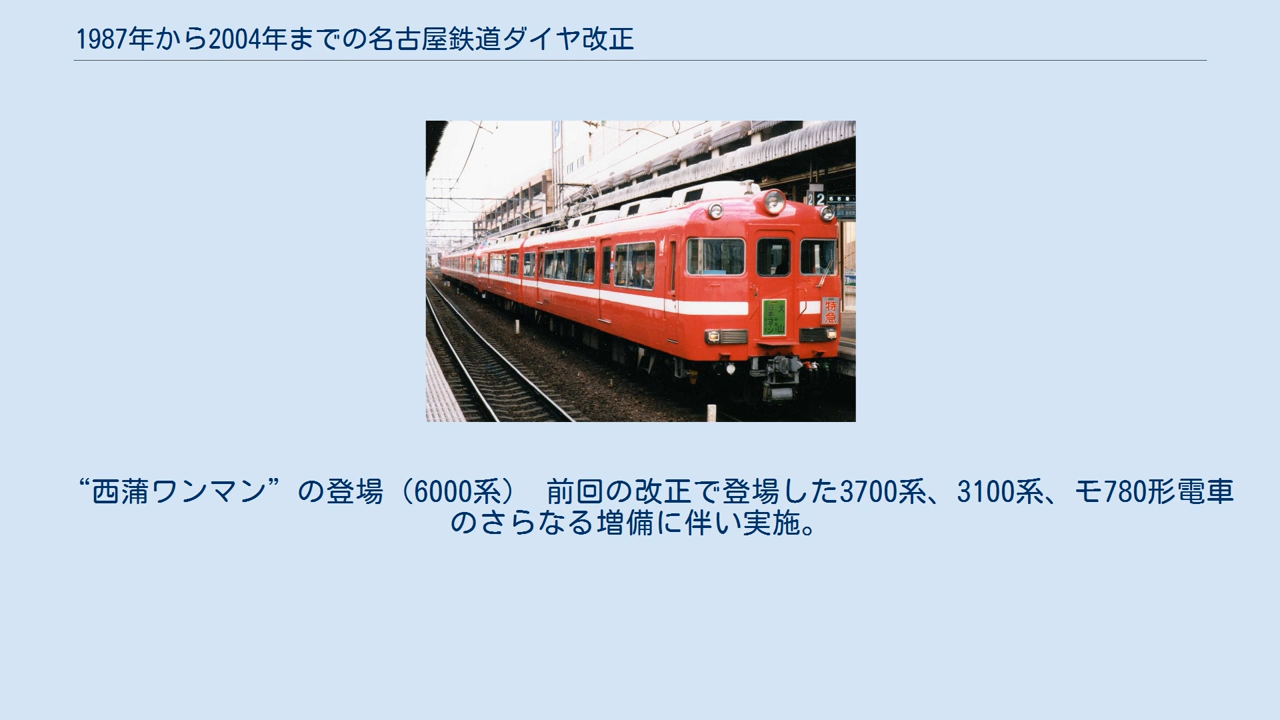 1987年から2004年までの名古屋鉄道ダイヤ改正
2
特急
“西蒲ワンマン”の登場（6000系）　前回の改正で登場した3700系、3100系、モ780形電車
のさらなる増備に伴い実施。